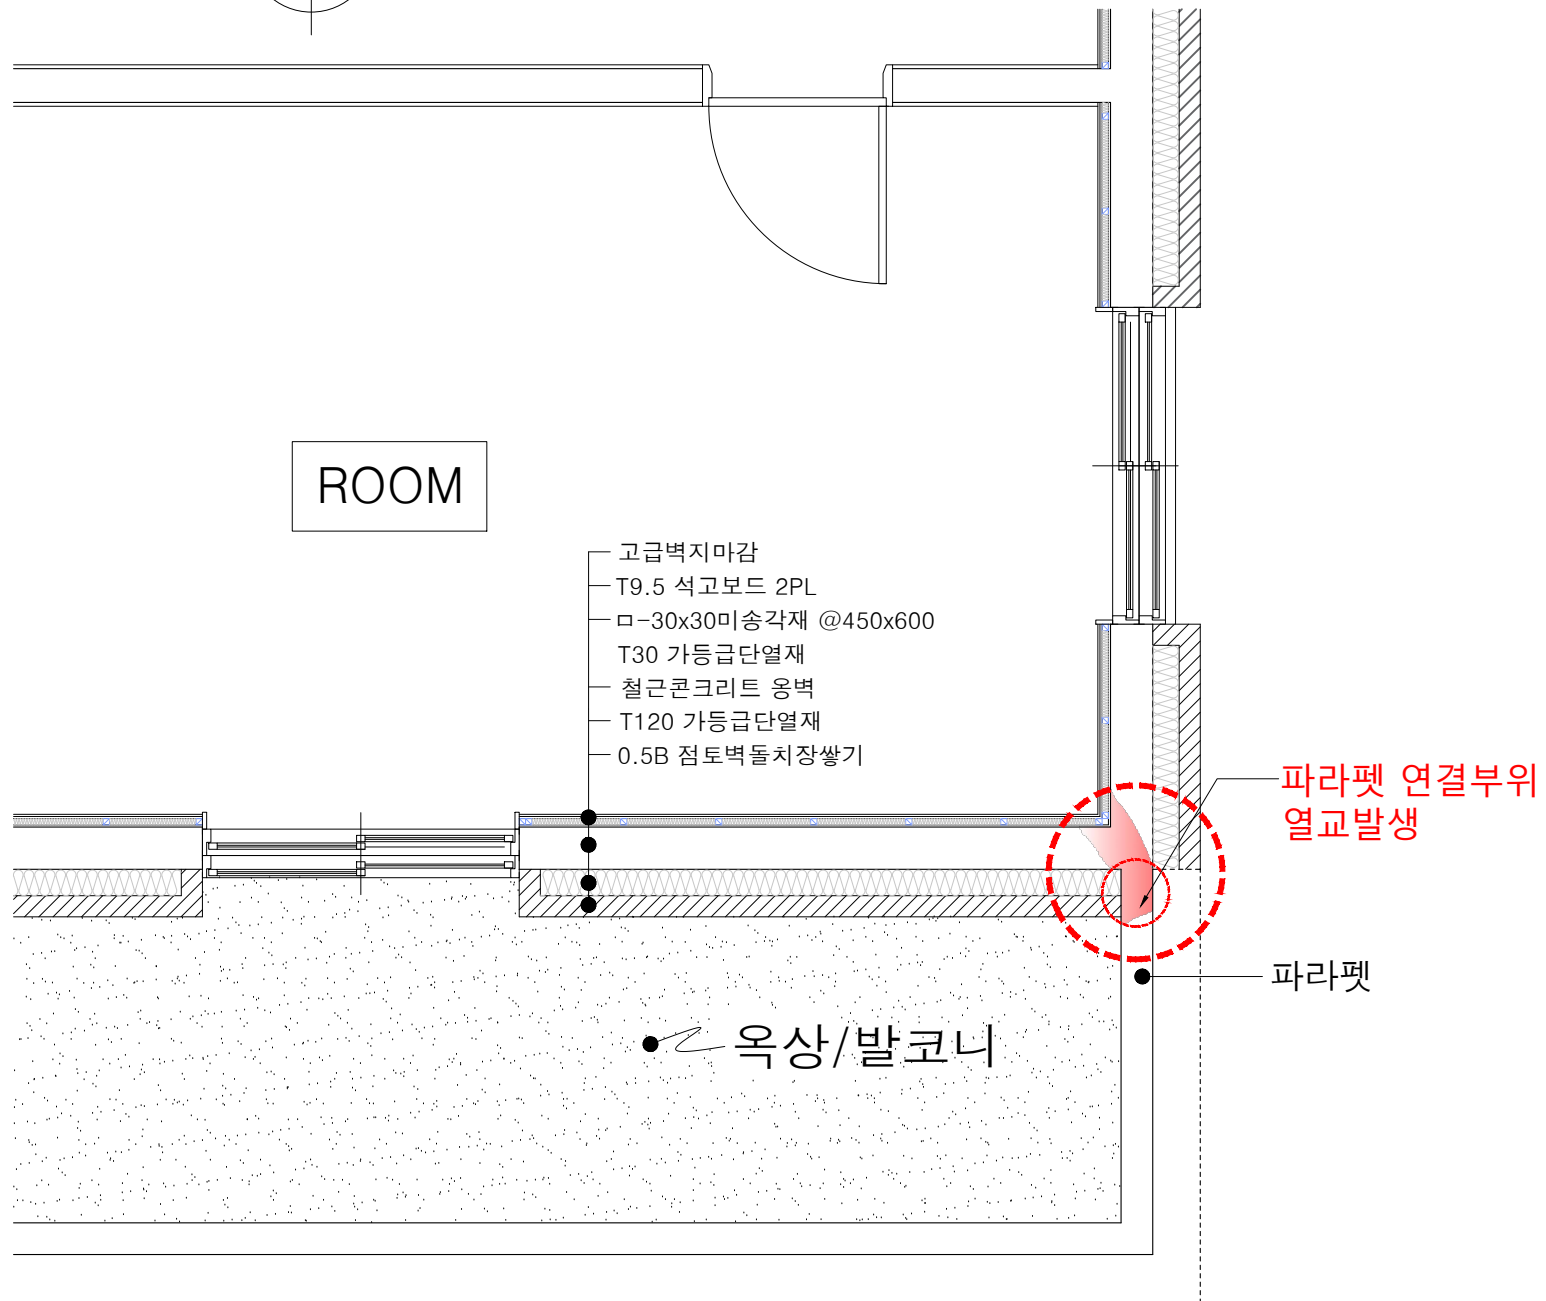 ROOM
고급벽지마감
T9.5 석고보드 2PL
ㅁ-30x30미송각재 @450x600
T30 가등급단열재
철근콘크리트 옹벽
T120 가등급단열재
0.5B 점토벽돌치장쌓기
파라펫 연결부위
열교발생
파라펫
옥상/발코니